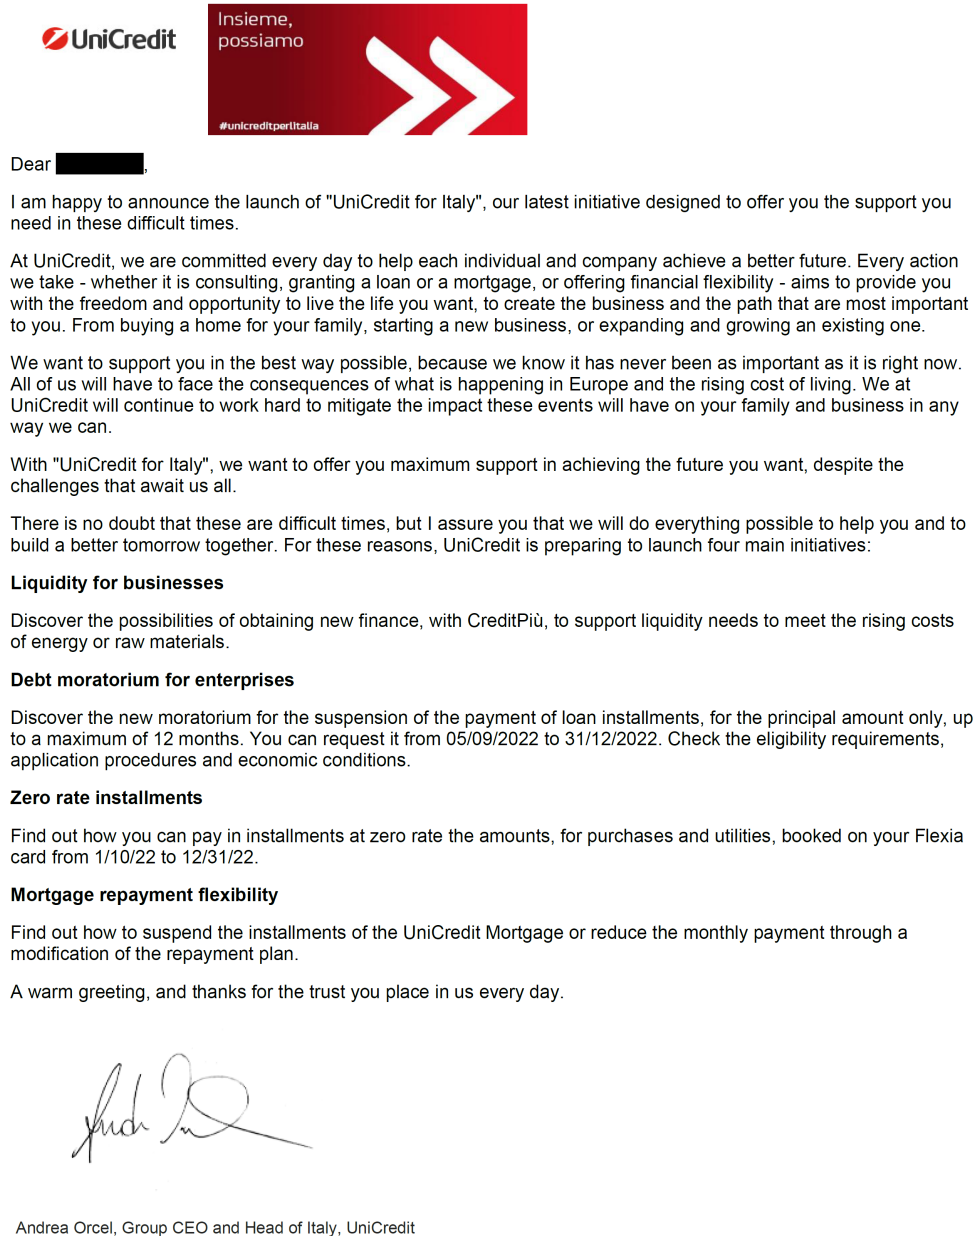 UniCredit
Insieme,
possiamo
#unicreditperlitalia
Dear
,
I am happy to announce the launch of "UniCredit for Italy", our latest initiative designed to offer you the support you
need in these difficult times.
At UniCredit, we are committed every day to help each individual and company achieve a better future. Every action
we take - whether it is consulting, granting a loan or a mortgage, or offering financial flexibility - aims to provide you
with the freedom and opportunity to live the life you want, to create the business and the path that are most important
to you. From buying a home for your family, starting a new business, or expanding and growing an existing one.
We want to support you in the best way possible, because we know it has never been as important as it is right now.
All of us will have to face the consequences of what is happening in Europe and the rising cost of living. We at
UniCredit will continue to work hard to mitigate the impact these events will have on your family and business in any
way we can.
With "UniCredit for Italy", we want to offer you maximum support in achieving the future you want, despite the
challenges that await us all.
There is no doubt that these are difficult times, but I assure you that we will do everything possible to help you and to
build a better tomorrow together. For these reasons, UniCredit is preparing to launch four main initiatives:
Liquidity for businesses
Discover the possibilities of obtaining new finance, with CreditPiù, to support liquidity needs to meet the rising costs
of energy or raw materials.
Debt moratorium for enterprises
Discover the new moratorium for the suspension of the payment of loan installments, for the principal amount only, up
to a maximum of 12 months. You can request it from 05/09/2022 to 31/12/2022. Check the eligibility requirements,
application procedures and economic conditions.
Zero rate installments
Find out how you can pay in installments at zero rate the amounts, for purchases and utilities, booked on your Flexia
card from 1/10/22 to 12/31/22.
Mortgage repayment flexibility
Find out how to suspend the installments of the UniCredit Mortgage or reduce the monthly payment through a
modification of the repayment plan.
A warm greeting, and thanks for the trust you place in us every day.
Andrea Orcel, Group CEO and Head of Italy, UniCredit